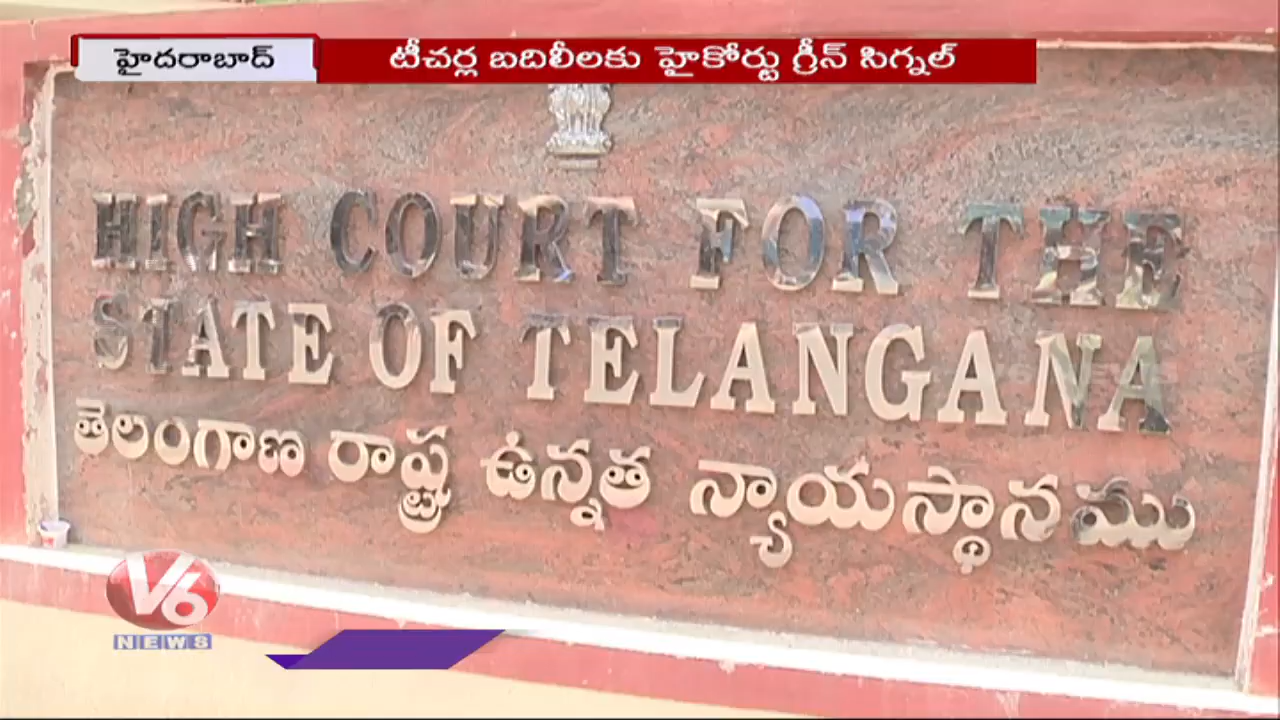 హైదరాబాద్
టీచర్ల బదిలీలకు హైకోర్టు గ్రీన్ సిగ్నల్
HIGH COURT FOR THE
STATE OF TELANGANA
తెలంగాణ రాష్ట్ర ఉన్నత న్యాయస్థానము
V6
NEWS